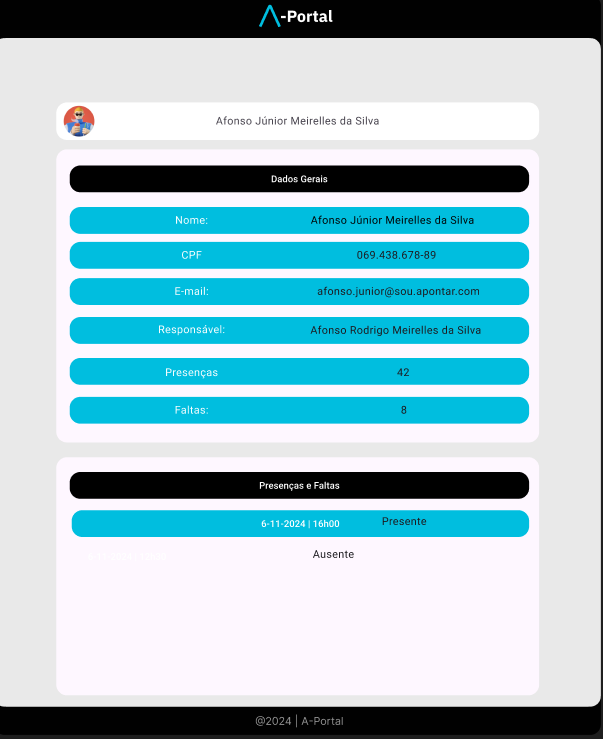 A-Portal
Afonso Júnior Meirelles da Silva
Dados Gerais
Nome: Afonso Júnior Meirelles da Silva
CPF 069.438.678-89
E-mail: afonso.junior@sou.apontar.com
Responsável: Afonso Rodrigo Meirelles da Silva
Presenças 42
Faltas: 8
Presenças e Faltas
6-11-2024 | 16h00 Presente
Ausente
@2024 | A-Portal